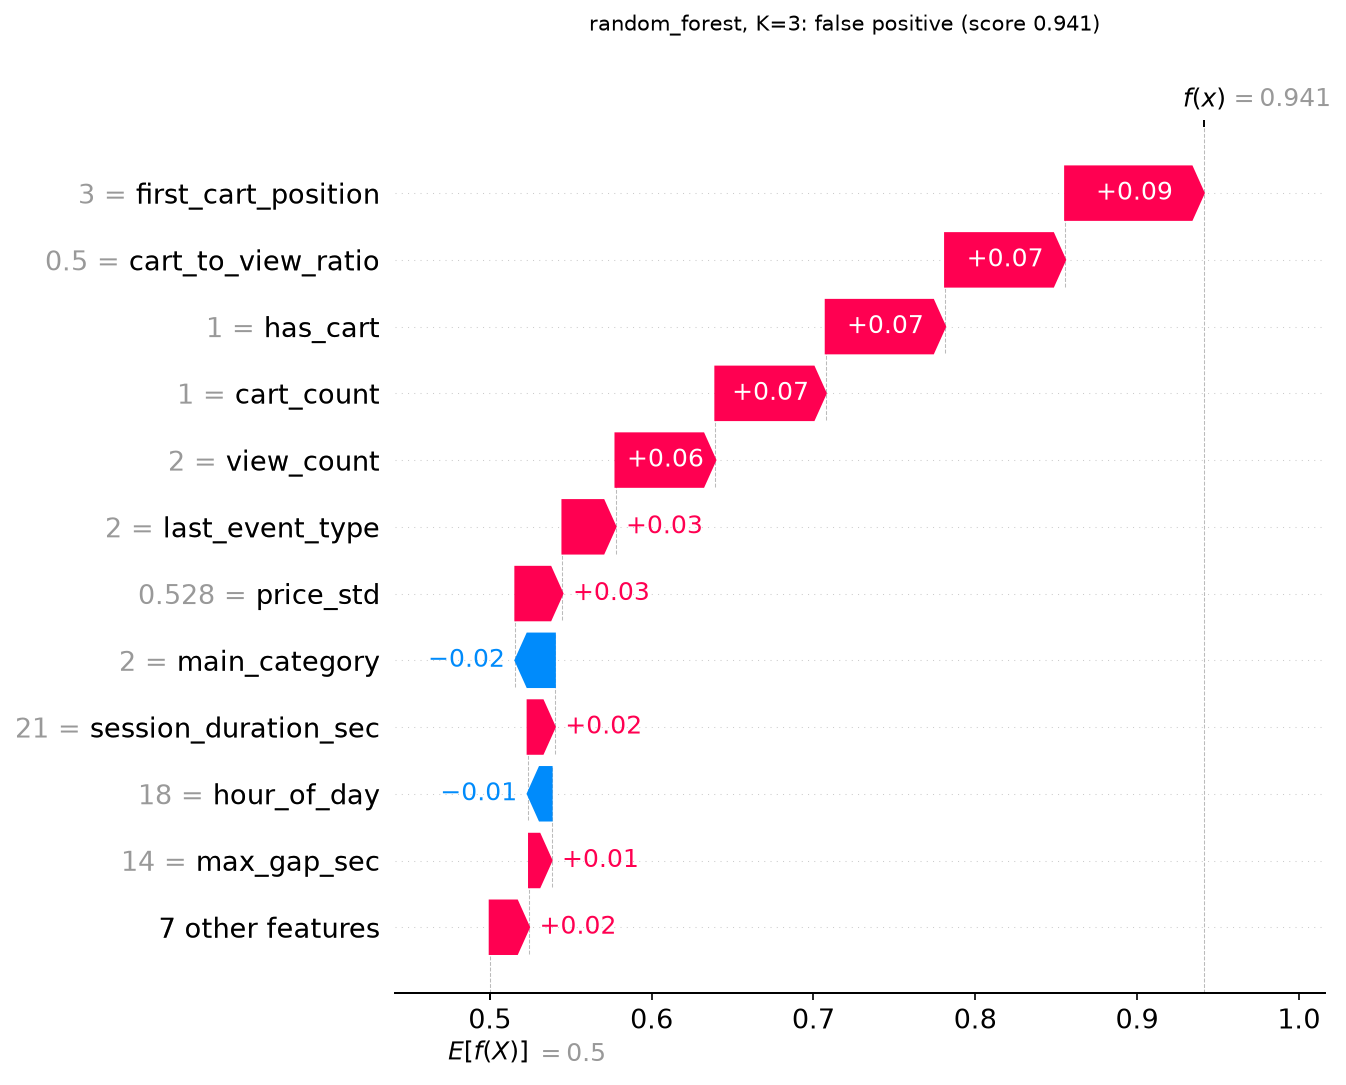 random_forest, K=3: false positive (score 0.941)
f(x) = 0.941
3 = first_cart_position +0.09
0.5 = cart_to_view_ratio +0.07
1 = has_cart +0.07
1 = cart_count +0.07
2 = view_count +0.06
2 = last_event_type +0.03
0.528 = price_std +0.03
2 = main_category −0.02
21 = session_duration_sec +0.02
18 = hour_of_day −0.01
14 = max_gap_sec +0.01
7 other features +0.02
0.5 0.6 0.7 0.8 0.9 1.0
E[f(X)] = 0.5